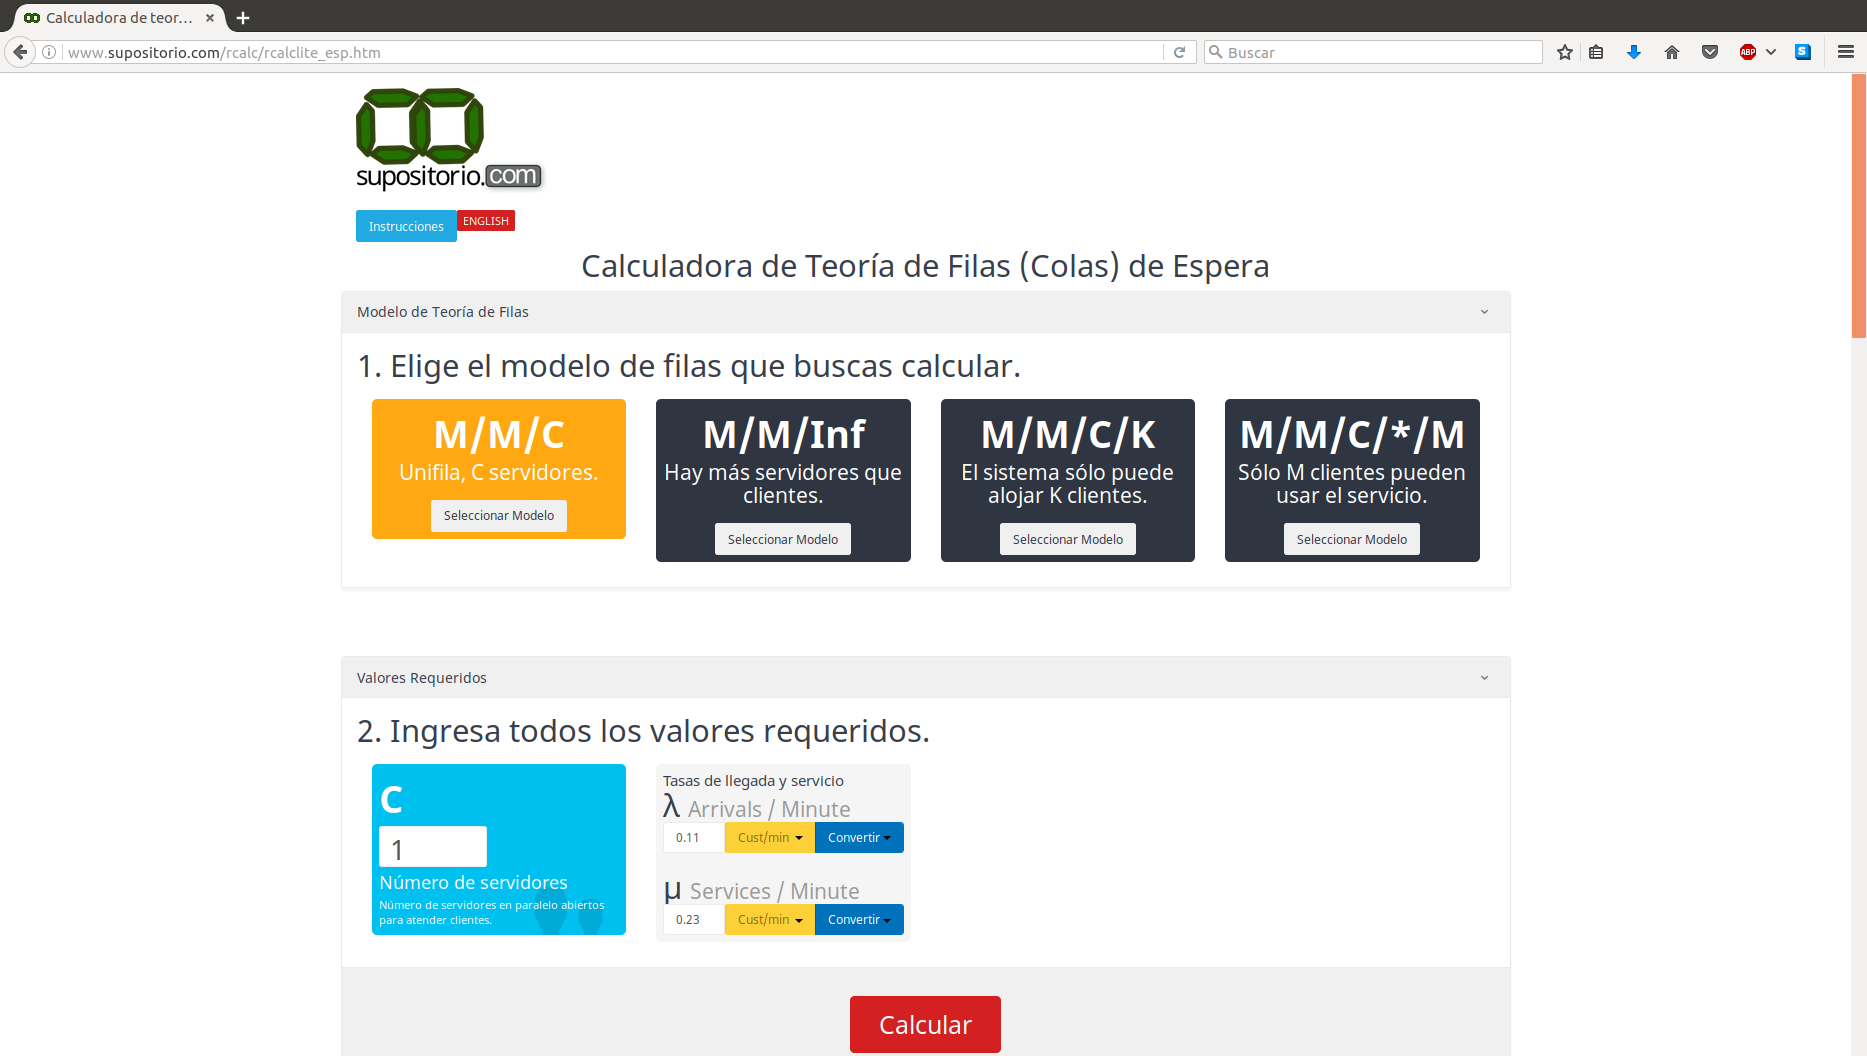 Calculadora de teor...
www.supositorio.com/rcalc/rcalclite_esp.htm
Buscar
ABP
S
supositorio.com
Instrucciones
ENGLISH
Calculadora de Teoría de Filas (Colas) de Espera
Modelo de Teoría de Filas
1. Elige el modelo de filas que buscas calcular.
M/M/C
Unifila, C servidores.
Seleccionar Modelo
M/M/Inf
Hay más servidores que
clientes.
Seleccionar Modelo
M/M/C/K
El sistema sólo puede
alojar K clientes.
Seleccionar Modelo
M/M/C/*/M
Sólo M clientes pueden
usar el servicio.
Seleccionar Modelo
Valores Requeridos
2. Ingresa todos los valores requeridos.
C
1
Número de servidores
Número de servidores en paralelo abiertos
para atender clientes.
Tasas de llegada y servicio
λ Arrivals / Minute
0.11 Cust/min Convertir
μ Services / Minute
0.23 Cust/min Convertir
Calcular